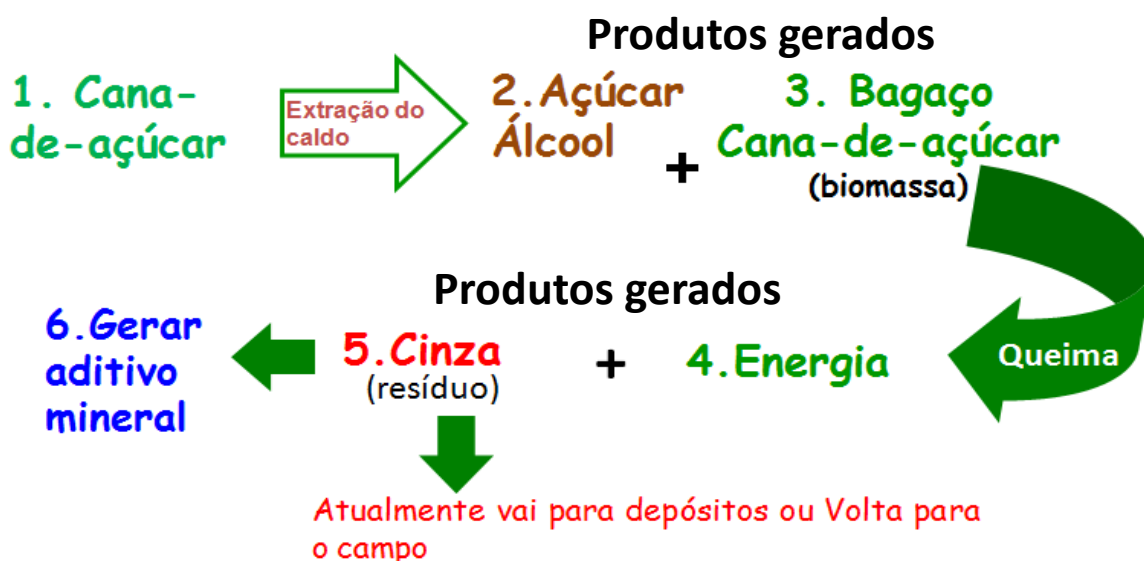 Produtos gerados
1. Cana-
de-açúcar
Extração do
caldo
2.Açúcar
Álcool
+
3. Bagaço
Cana-de-açúcar
(biomassa)
Queima
Produtos gerados
4.Energia
+
5.Cinza
(resíduo)
6.Gerar
aditivo
mineral
Atualmente vai para depósitos ou Volta para
o campo